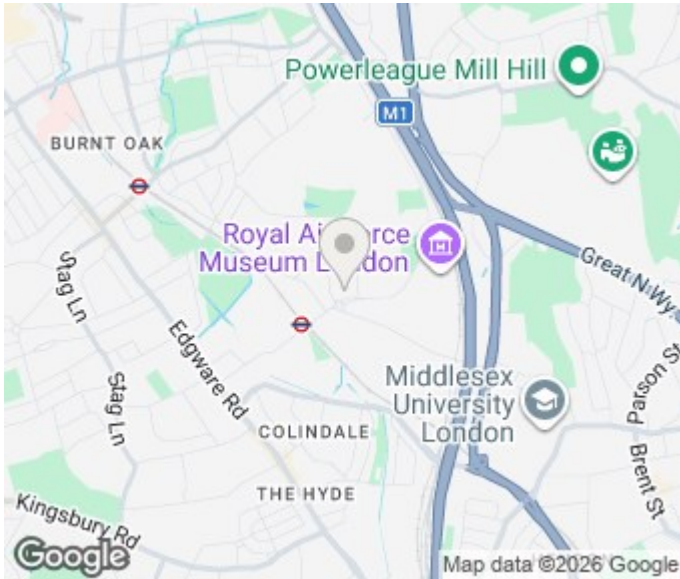 Powerleague Mill Hill
M1
BURNT OAK
Royal Air Force
Museum London
Great N Wy.
Stag Ln
Edgware Rd
Stag Ln
Middlesex
University
London
Parson St
Brent St
COLINDALE
THE HYDE
Kingsbury Rd
Google
Map data ©2026 Google